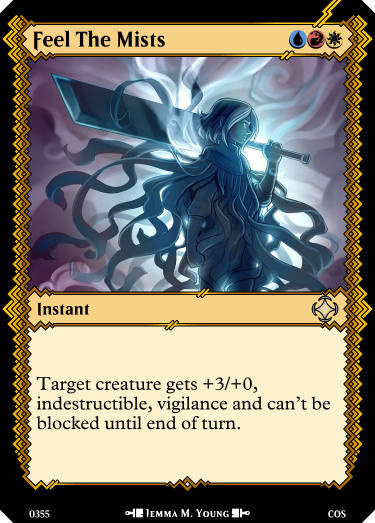 Feel The Mists
Instant
Target creature gets +3/+0,
indestructible, vigilance and can't be
blocked until end of turn.
0355 Jemma M. Young COS